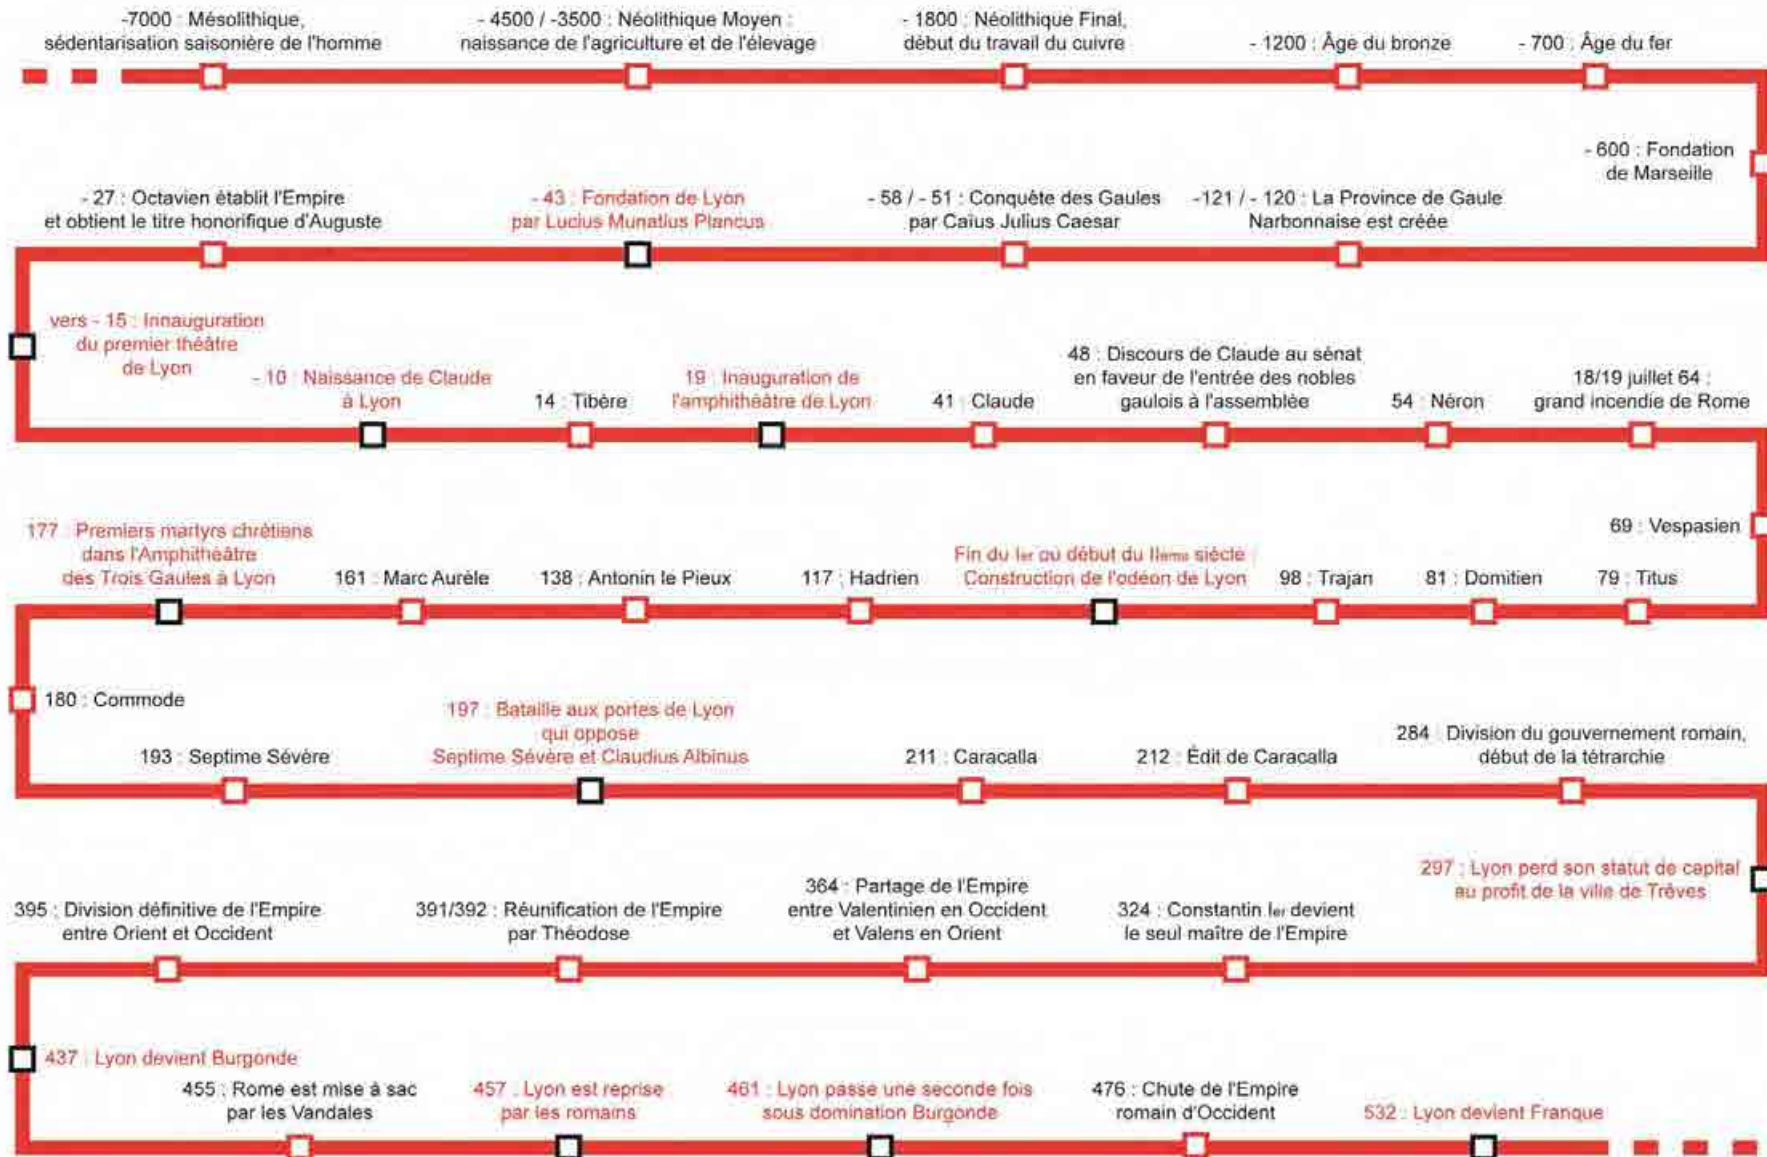 -7000 : Mésolithique,
sédentarisation saisonière de l'homme
- 4500 / -3500 : Néolithique Moyen :
naissance de l'agriculture et de l'élevage
- 1800 : Néolithique Final,
début du travail du cuivre
- 1200 : Âge du bronze
- 700 : Âge du fer
- 600 : Fondation
de Marseille
-121 / - 120 : La Province de Gaule
Narbonnaise est créée
- 58 / - 51 : Conquête des Gaules
par Caïus Julius Caesar
- 43 : Fondation de Lyon
par Lucius Munatius Plancus
- 27 : Octavien établit l'Empire
et obtient le titre honorifique d'Auguste
vers - 15 : Innauguration
du premier théâtre
de Lyon
- 10 : Naissance de Claude
à Lyon
14 : Tibère
19 : Inauguration de
l'amphithéâtre de Lyon
41 : Claude
48 : Discours de Claude au sénat
en faveur de l'entrée des nobles
gaulois à l'assemblée
54 : Néron
18/19 juillet 64 :
grand incendie de Rome
69 : Vespasien
79 : Titus
81 : Domitien
98 : Trajan
Fin du Ier ou début du IIème siècle :
Construction de l'odéon de Lyon
117 : Hadrien
138 : Antonin le Pieux
161 : Marc Aurèle
177 : Premiers martyrs chrétiens
dans l'Amphithéâtre
des Trois Gaules à Lyon
180 : Commode
193 : Septime Sévère
197 : Bataille aux portes de Lyon
qui oppose
Septime Sévère et Claudius Albinus
211 : Caracalla
212 : Édit de Caracalla
284 : Division du gouvernement romain,
début de la tétrarchie
297 : Lyon perd son statut de capital
au profit de la ville de Trêves
324 : Constantin Ier devient
le seul maître de l'Empire
364 : Partage de l'Empire
entre Valentinien en Occident
et Valens en Orient
391/392 : Réunification de l'Empire
par Théodose
395 : Division définitive de l'Empire
entre Orient et Occident
437 : Lyon devient Burgonde
455 : Rome est mise à sac
par les Vandales
457 : Lyon est reprise
par les romains
461 : Lyon passe une seconde fois
sous domination Burgonde
476 : Chute de l'Empire
romain d'Occident
532 : Lyon devient Franque